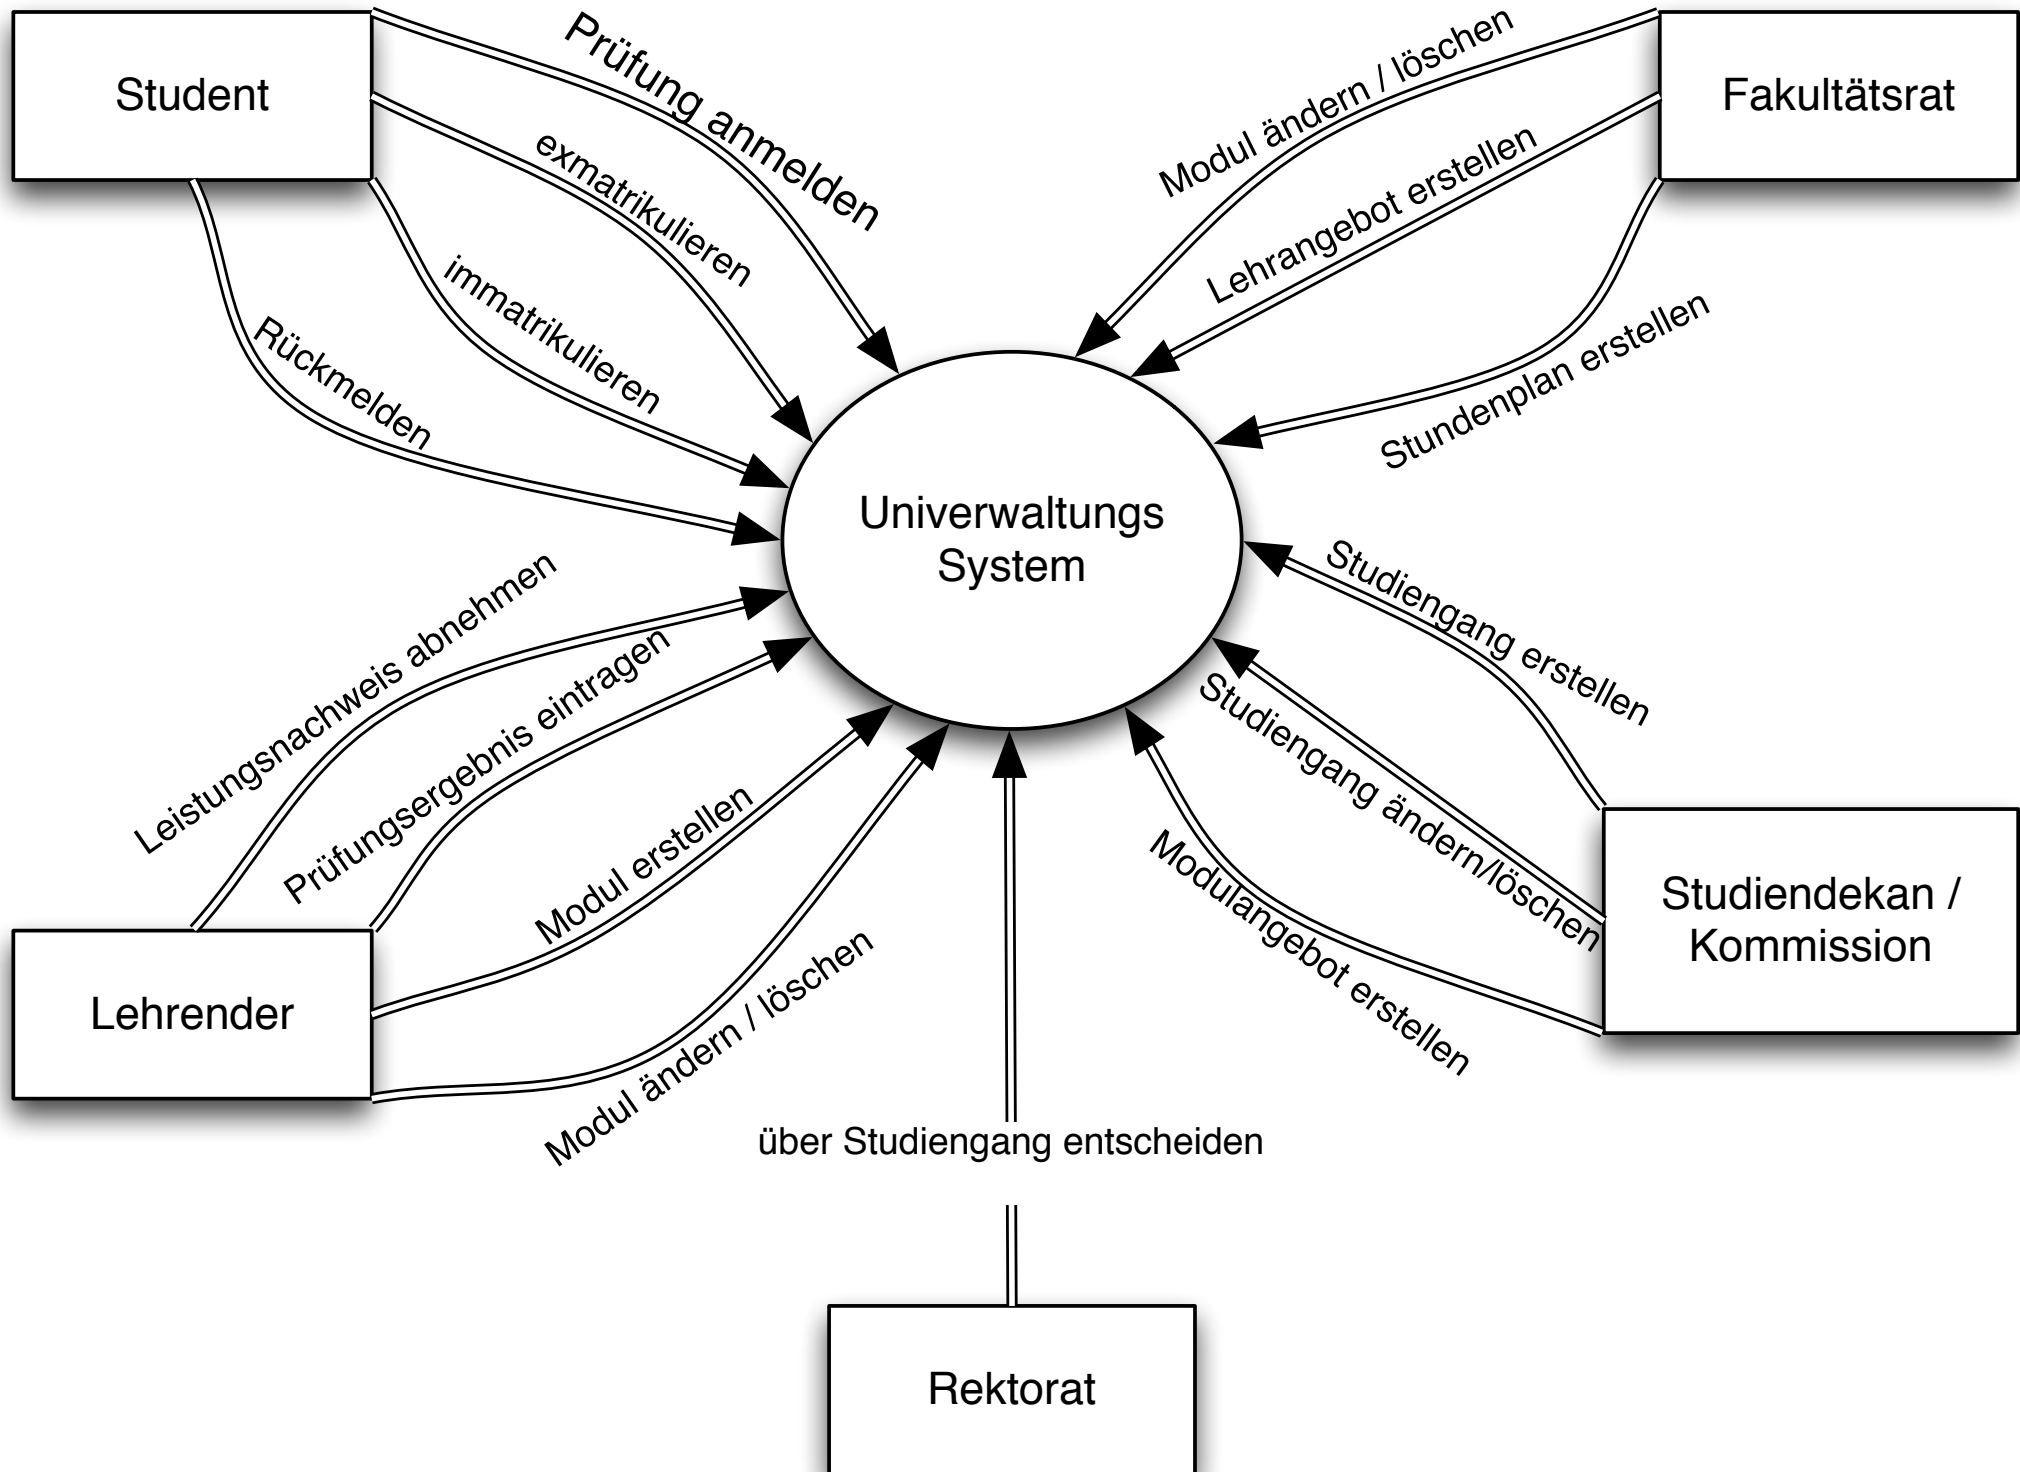 Student
Prüfung anmelden
exmatrikulieren
immatrikulieren
Rückmelden
Fakultätsrat
Modul ändern / löschen
Lehrangebot erstellen
Stundenplan erstellen
Univerwaltungs
System
Leistungsnachweis abnehmen
Prüfungsergebnis eintragen
Modul erstellen
Modul ändern / löschen
Lehrender
Studiengang erstellen
Studiengang ändern/löschen
Modulangebot erstellen
Studiendekan /
Kommission
über Studiengang entscheiden
Rektorat